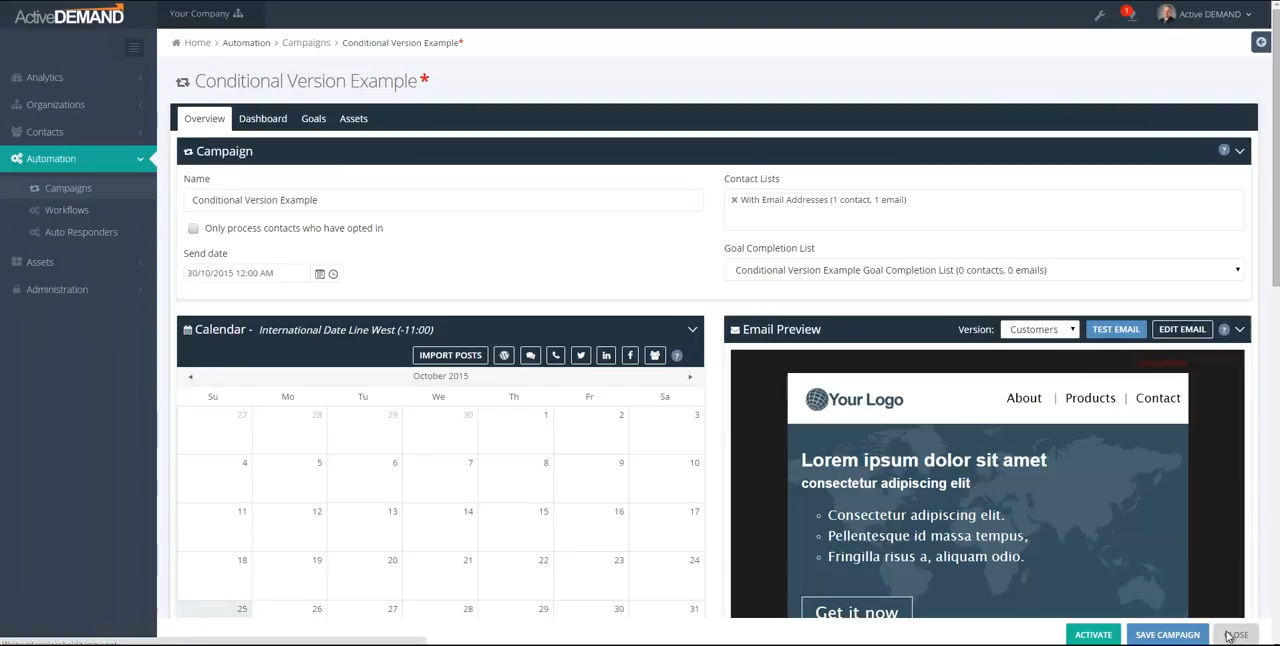 ActiveDEMAND
Your Company
1
Active DEMAND
Home > Automation > Campaigns > Conditional Version Example*
Analytics
Organizations
Contacts
Automation
Campaigns
Workflows
Auto Responders
Assets
Administration
Conditional Version Example*
Overview Dashboard Goals Assets
Campaign
?
Name
Conditional Version Example
Only process contacts who have opted in
Send date
30/10/2015 12:00 AM
Contact Lists
× With Email Addresses (1 contact, 1 email)
Goal Completion List
Conditional Version Example Goal Completion List (0 contacts, 0 emails)
Calendar - International Date Line West (-11:00)
IMPORT POSTS ?
October 2015
Su Mo Tu We Th Fr Sa
27 28 29 30 1 2 3
4 5 6 7 8 9 10
11 12 13 14 15 16 17
18 19 20 21 22 23 24
25 26 27 28 29 30 31
Email Preview Version: Customers TEST EMAIL EDIT EMAIL ?
Your Logo
About | Products | Contact
Lorem ipsum dolor sit amet
consectetur adipiscing elit
Consectetur adipiscing elit.
Pellentesque id massa tempus,
Fringilla risus a, aliquam odio.
Get it now
ACTIVATE SAVE CAMPAIGN